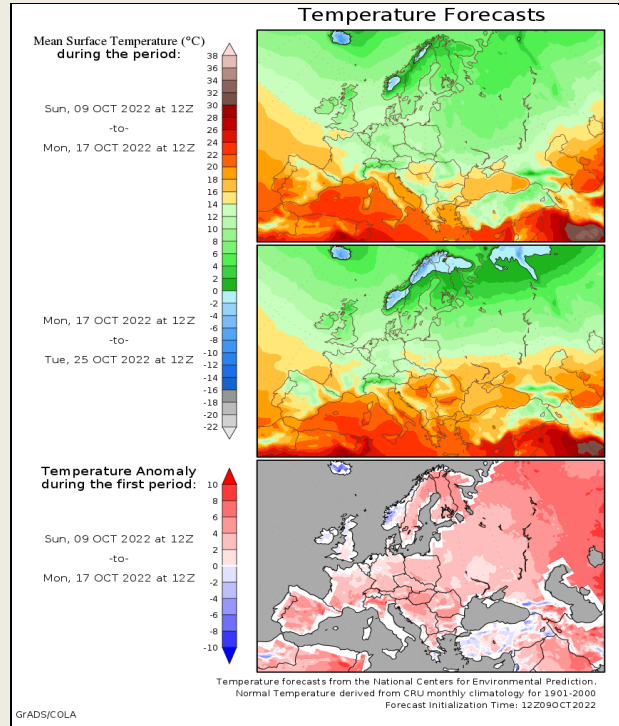 Temperature Forecasts
Mean Surface Temperature (°C)
during the period:
38
36
34
32
30
28
26
24
22
20
18
16
14
12
10
8
6
4
2
0
-2
-4
-6
-8
-10
-12
-14
-16
-18
-20
-22
Sun, 09 OCT 2022 at 12Z
-to-
Mon, 17 OCT 2022 at 12Z
Mon, 17 OCT 2022 at 12Z
-to-
Tue, 25 OCT 2022 at 12Z
Temperature Anomaly
during the first period:
10
8
6
4
2
0
-2
-4
-6
-8
-10
Sun, 09 OCT 2022 at 12Z
-to-
Mon, 17 OCT 2022 at 12Z
Temperature forecasts from the National Centers for Environmental Prediction.
Normal Temperature derived from CRU monthly climatology for 1901-2000
Forecast Initialization Time: 12Z09OCT2022
GrADS/COLA